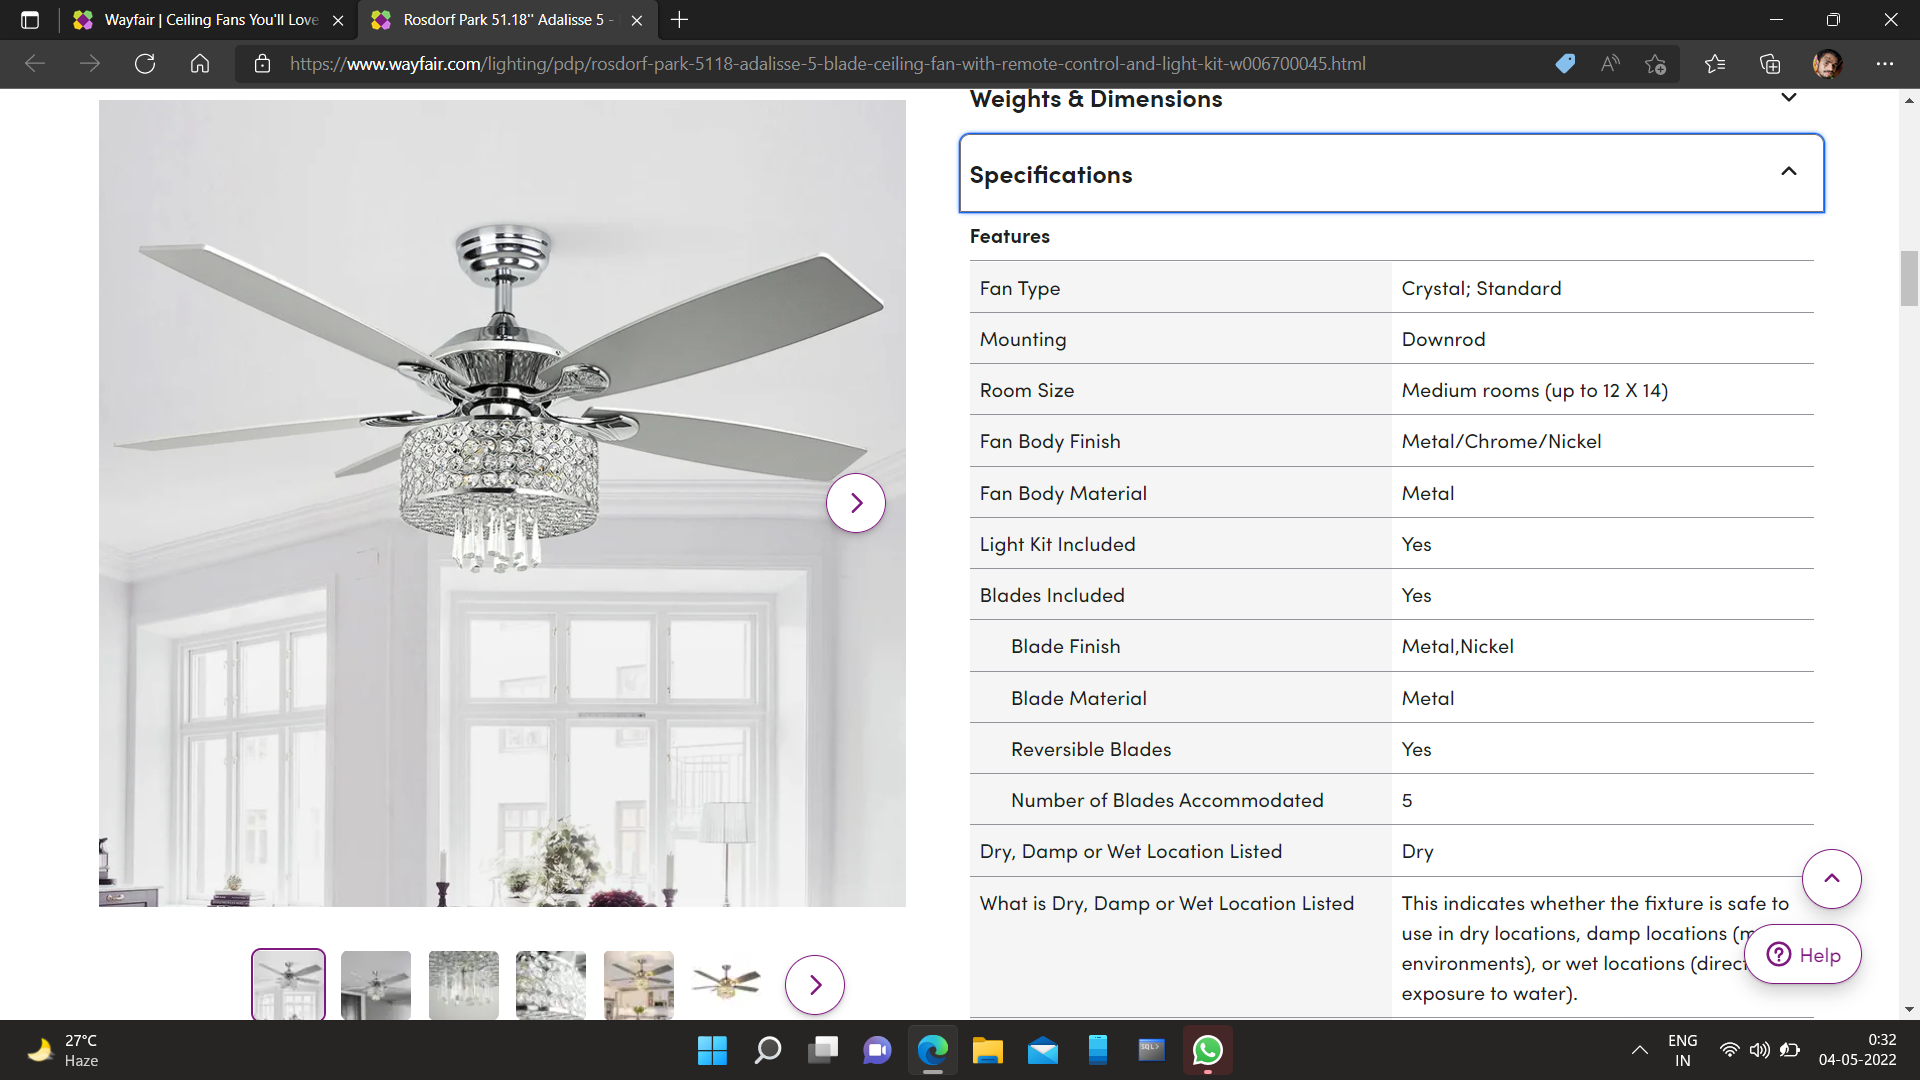 Wayfair | Ceiling Fans You'll Love
Rosdorf Park 51.18'' Adalisse 5 -
https://www.wayfair.com/lighting/pdp/rosdorf-park-5118-adalisse-5-blade-ceiling-fan-with-remote-control-and-light-kit-w006700045.html
Weights & Dimensions
Specifications
Features
Fan Type Crystal; Standard
Mounting Downrod
Room Size Medium rooms (up to 12 X 14)
Fan Body Finish Metal/Chrome/Nickel
Fan Body Material Metal
Light Kit Included Yes
Blades Included Yes
Blade Finish Metal,Nickel
Blade Material Metal
Reversible Blades Yes
Number of Blades Accommodated 5
Dry, Damp or Wet Location Listed Dry
What is Dry, Damp or Wet Location Listed This indicates whether the fixture is safe to
use in dry locations, damp locations
environments), or wet locations
exposure to water).
Help
27°C
Haze
ENG
IN
0:32
04-05-2022